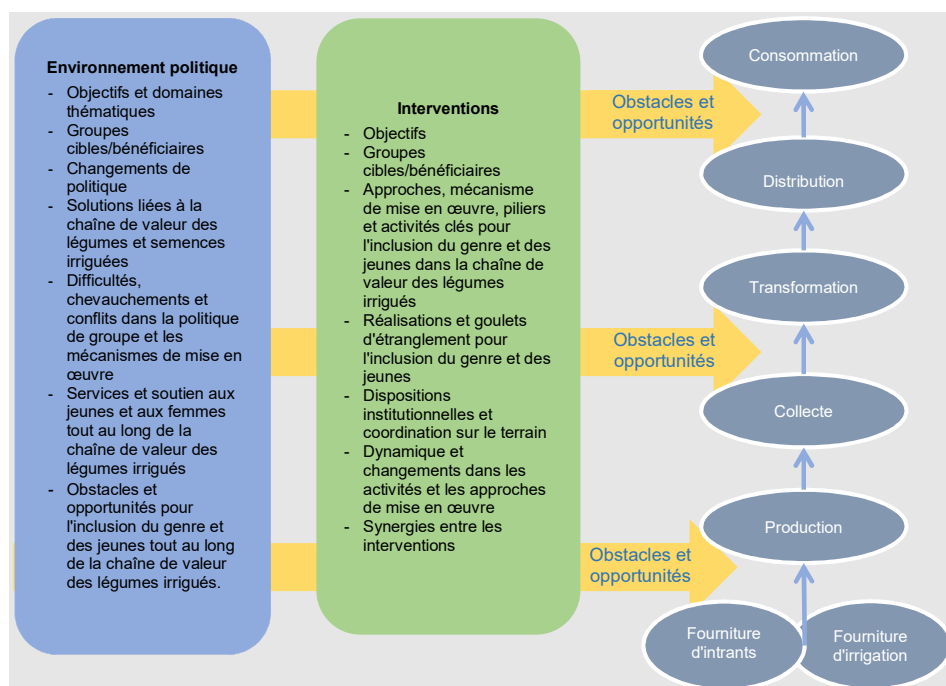 Environnement politique
- Objectifs et domaines
thématiques
- Groupes
cibles/bénéficiaires
- Changements de
politique
- Solutions liées à la
chaîne de valeur des
légumes et semences
irriguées
- Difficultés,
chevauchements et
conflits dans la politique
de groupe et les
mécanismes de mise en
œuvre
- Services et soutien aux
jeunes et aux femmes
tout au long de la
chaîne de valeur des
légumes irrigués
- Obstacles et
opportunités pour
l'inclusion du genre et
des jeunes tout au long
de la chaîne de valeur
des légumes irrigués.
Interventions
- Objectifs
- Groupes
cibles/bénéficiaires
- Approches, mécanisme
de mise en œuvre, piliers
et activités clés pour
l'inclusion du genre et des
jeunes dans la chaîne de
valeur des légumes
irrigués
- Réalisations et goulets
d'étranglement pour
l'inclusion du genre et des
jeunes
- Dispositions
institutionnelles et
coordination sur le terrain
- Dynamique et
changements dans les
activités et les approches
de mise en œuvre
- Synergies entre les
interventions
Obstacles et
opportunités
Obstacles et
opportunités
Obstacles et
opportunités
Consommation
Distribution
Transformation
Collecte
Production
Fourniture
d'intrants
Fourniture
d'irrigation